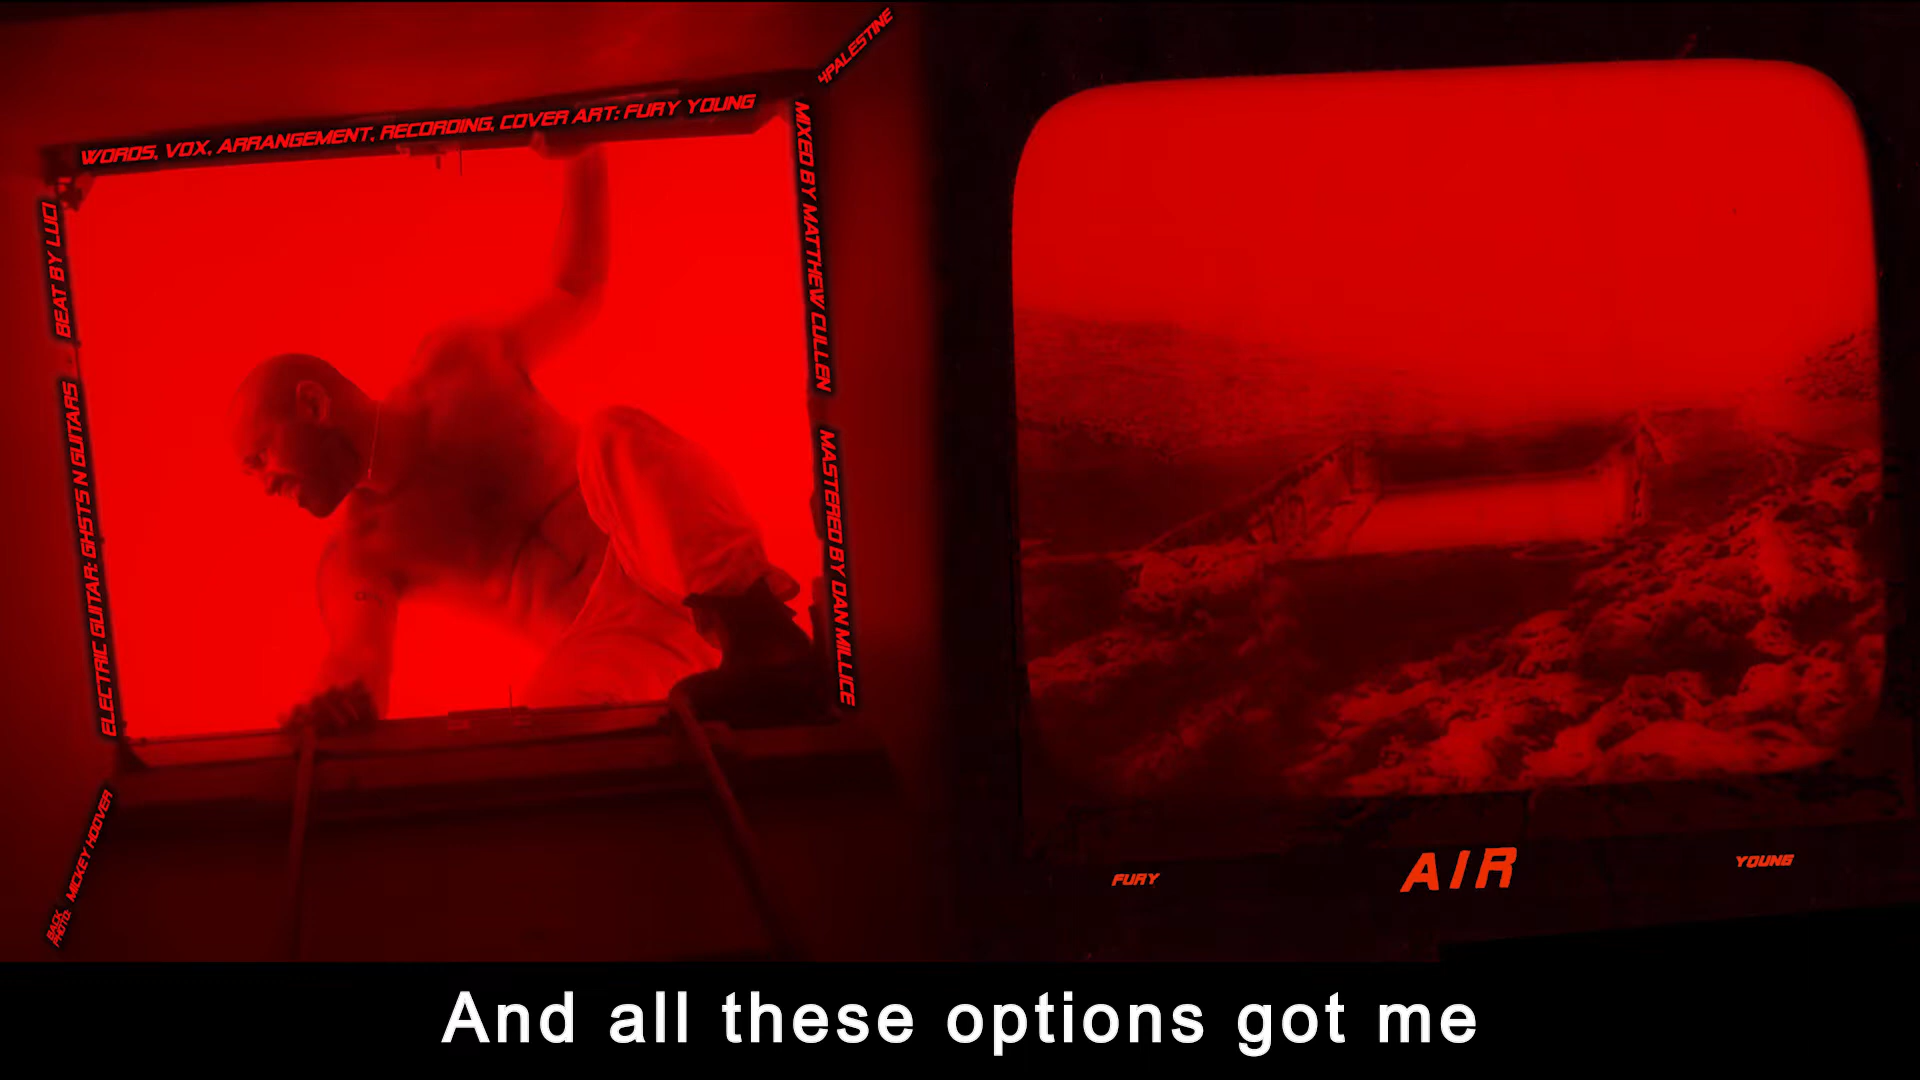 4PALESTINE
WORDS, VOX, ARRANGEMENT, RECORDING, COVER ART: FURY YOUNG
MIXED BY MATTHEW CULLEN
MASTERED BY DAN MILLICE
BEAT BY LUCI
ELECTRIC GUITAR: GHSTS N GUITARS
BACK
PHOTO: MICKEY HOOVER
FURY
AIR
YOUNG
And all these options got me